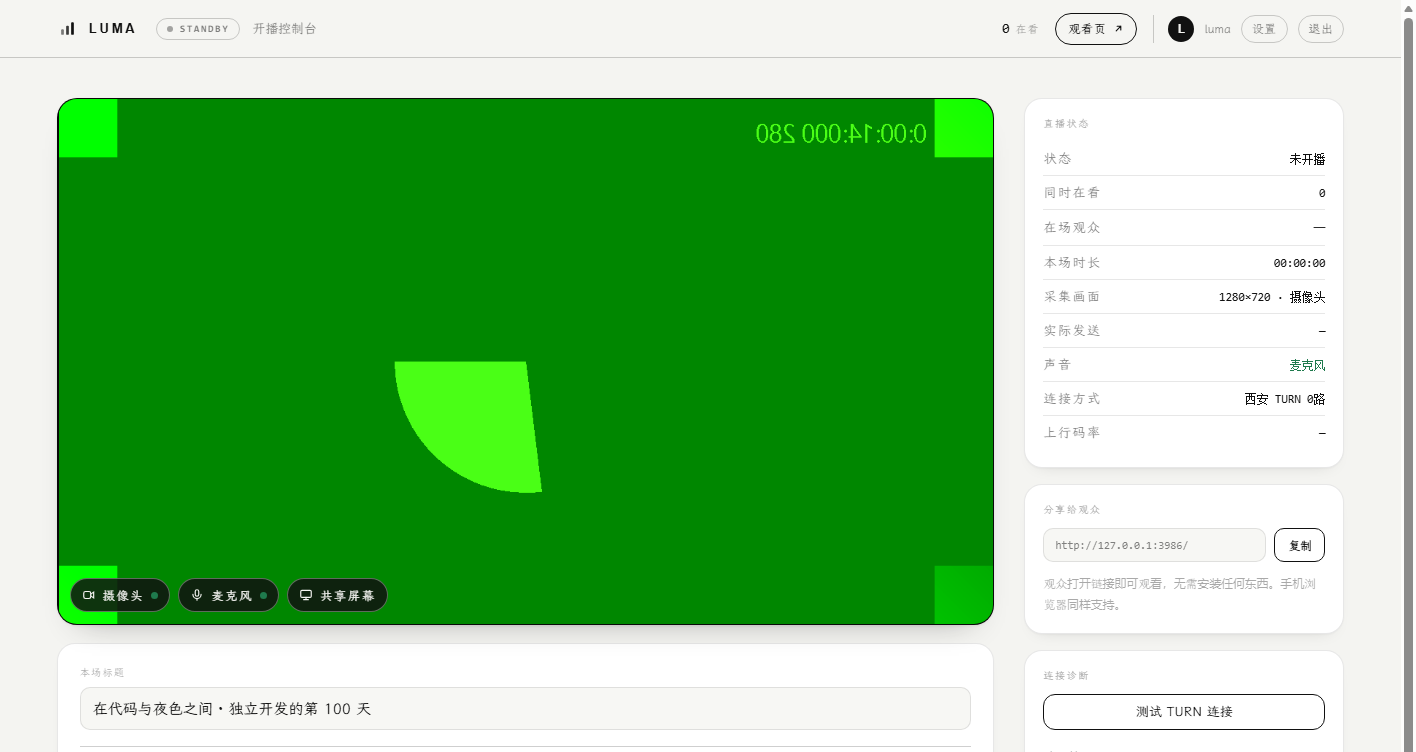 LUMA
STANDBY
开播控制台
0 在看
观看页 ↗
L
luma
设置
退出
0:00:14:000 280
摄像头
麦克风
共享屏幕
本场标题
在代码与夜色之间·独立开发的第 100 天
直播状态
状态 未开播
同时在看 0
在场观众 —
本场时长 00:00:00
采集画面 1280×720 · 摄像头
实际发送 —
声音 麦克风
连接方式 西安 TURN 0路
上行码率 —
分享给观众
http://127.0.0.1:3986/
复制
观众打开链接即可观看，无需安装任何东西。手机浏
览器同样支持。
连接诊断
测试 TURN 连接